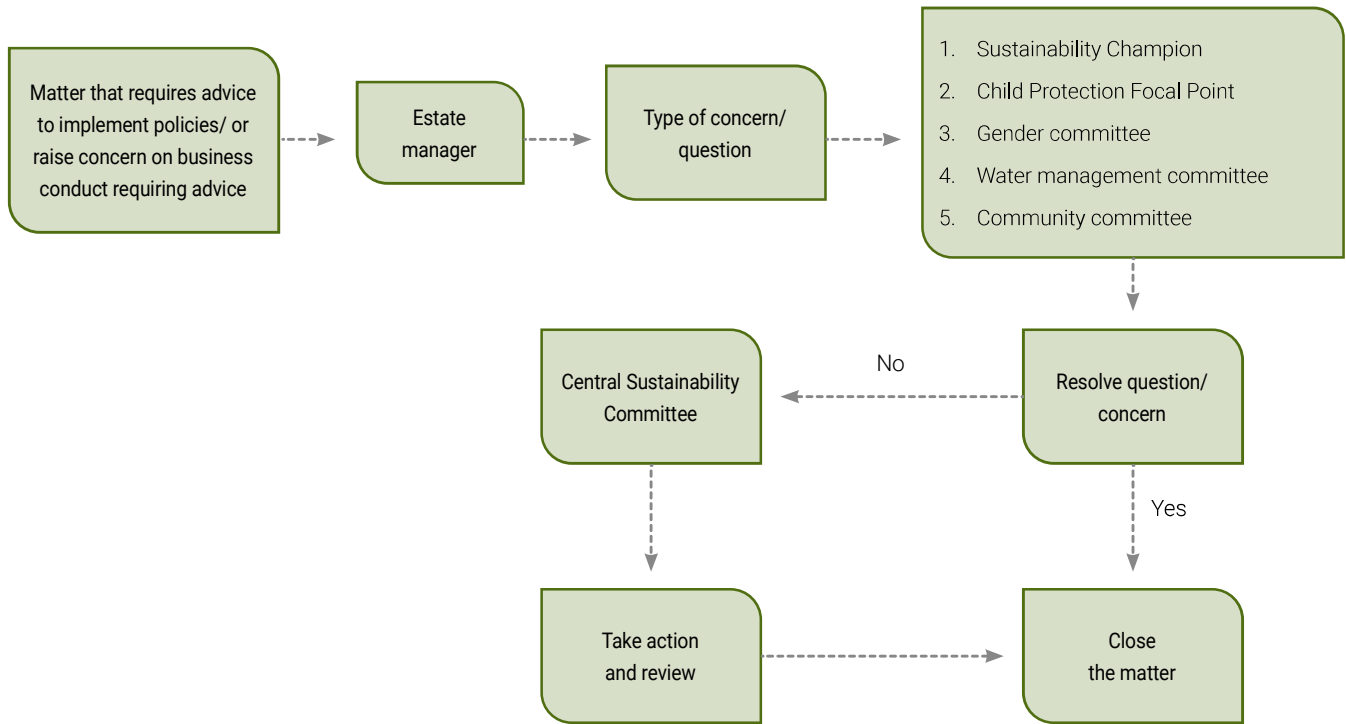 Matter that requires advice
to implement policies/ or
raise concern on business
conduct requiring advice
Estate
manager
Type of concern/
question
1. Sustainability Champion
2. Child Protection Focal Point
3. Gender committee
4. Water management committee
5. Community committee
Resolve question/
concern
No
Central Sustainability
Committee
Yes
Take action
and review
Close
the matter